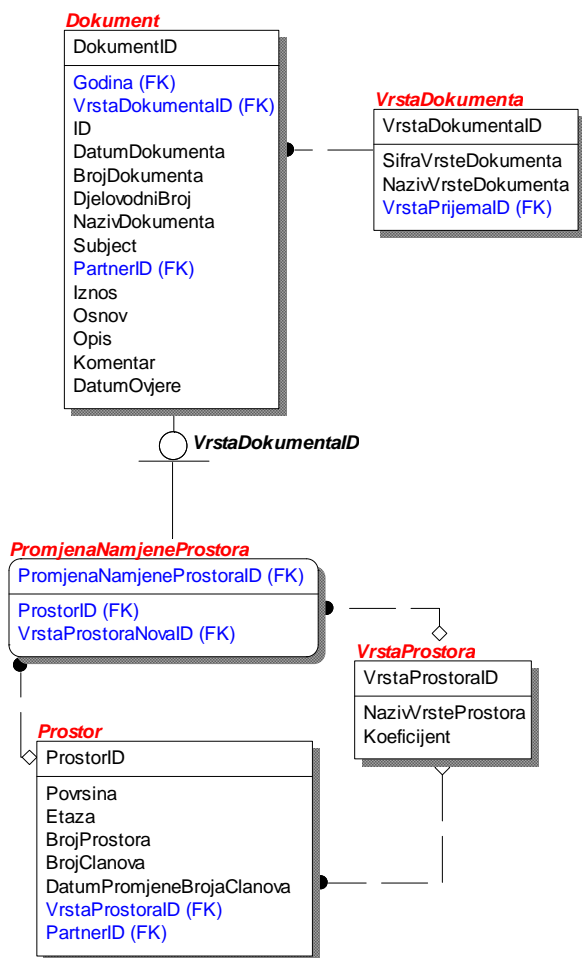 Dokument
DokumentID
Godina (FK)
VrstaDokumentaID (FK)
ID
DatumDokumenta
BrojDokumenta
DjelovodniBroj
NazivDokumenta
Subject
PartnerID (FK)
Iznos
Osnov
Opis
Komentar
DatumOvjere
VrstaDokumenta
VrstaDokumentaID
SifraVrsteDokumenta
NazivVrsteDokumenta
VrstaPrijemaID (FK)
VrstaDokumentaID
PromjenaNamjeneProstora
PromjenaNamjeneProstoraID (FK)
ProstorID (FK)
VrstaProstoraNovaID (FK)
VrstaProstora
VrstaProstoraID
NazivVrsteProstora
Koeficijent
Prostor
ProstorID
Povrsina
Etaza
BrojProstora
BrojClanova
DatumPromjeneBrojaClanova
VrstaProstoraID (FK)
PartnerID (FK)